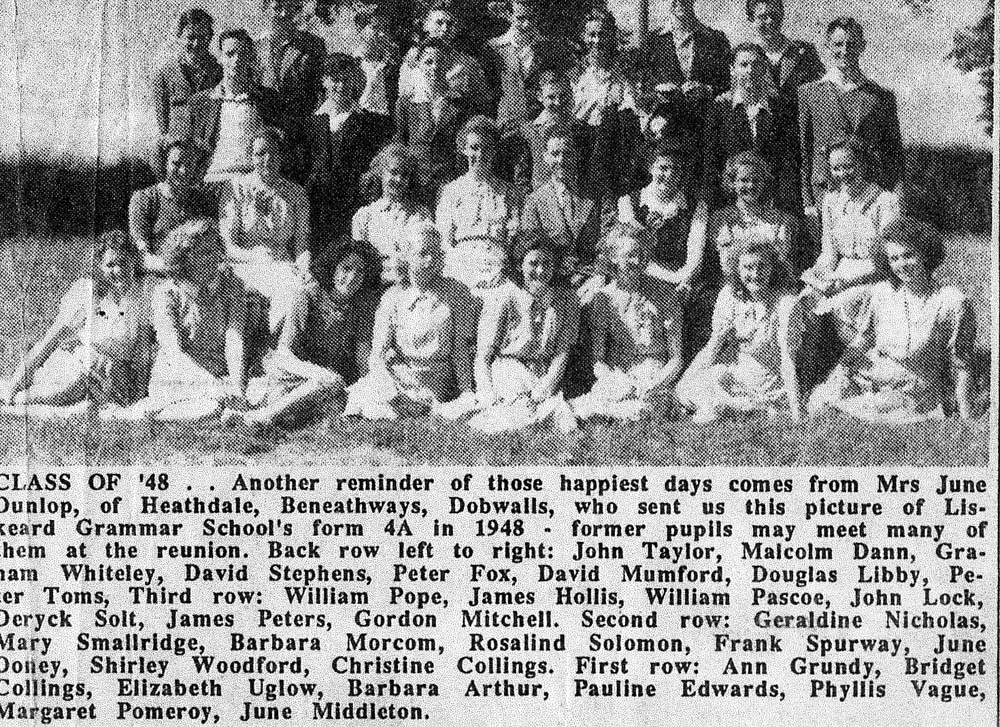 CLASS OF '48 . . Another reminder of those happiest days comes from Mrs June
Dunlop, of Heathdale, Beneathways, Dobwalls, who sent us this picture of Lis-
keard Grammar School's form 4A in 1948 - former pupils may meet many of
them at the reunion. Back row left to right: John Taylor, Malcolm Dann, Gra-
ham Whiteley, David Stephens, Peter Fox, David Mumford, Douglas Libby, Pe-
ter Toms, Third row: William Pope, James Hollis, William Pascoe, John Lock,
Deryck Solt, James Peters, Gordon Mitchell. Second row: Geraldine Nicholas,
Mary Smallridge, Barbara Morcom, Rosalind Solomon, Frank Spurway, June
Doney, Shirley Woodford, Christine Collings. First row: Ann Grundy, Bridget
Collings, Elizabeth Uglow, Barbara Arthur, Pauline Edwards, Phyllis Vague,
Margaret Pomeroy, June Middleton.